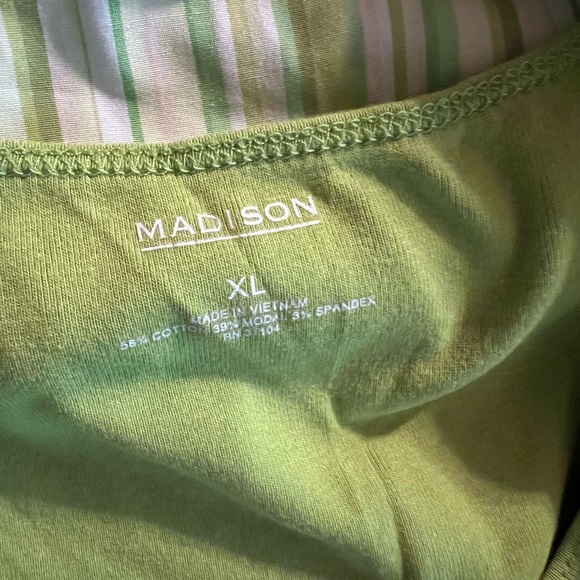 MADISON
XL
MADE IN VIETNAM
58% COTTON 39% MODAL 3% SPANDEX